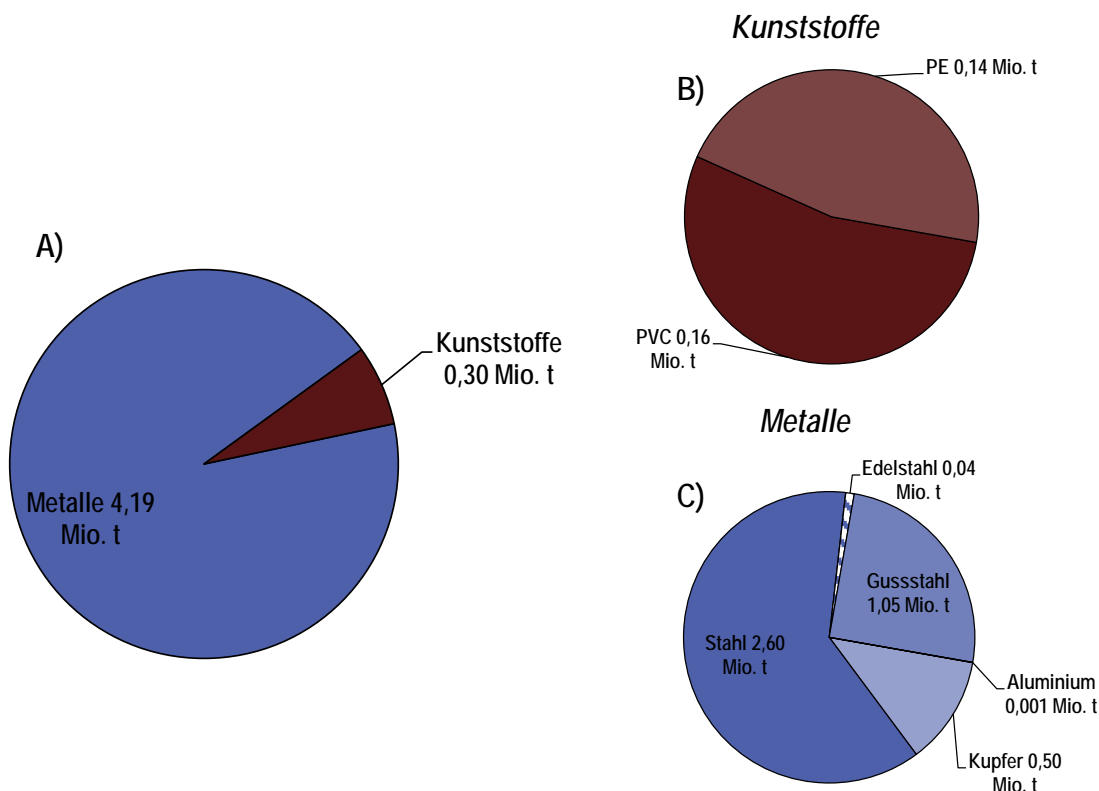 A)
Metalle 4,19
Mio. t
Kunststoffe
0,30 Mio. t
Kunststoffe
B)
PE 0,14 Mio. t
PVC 0,16
Mio. t
Metalle
C)
Edelstahl 0,04
Mio. t
Gussstahl
1,05 Mio. t
Stahl 2,60
Mio. t
Aluminium
0,001 Mio. t
Kupfer 0,50
Mio. t